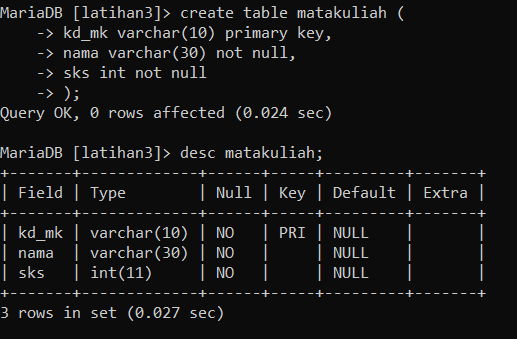 MariaDB [latihan3]> create table matakuliah (
    -> kd_mk varchar(10) primary key,
    -> nama varchar(30) not null,
    -> sks int not null
    -> );
Query OK, 0 rows affected (0.024 sec)

MariaDB [latihan3]> desc matakuliah;
+-------+-------------+------+-----+---------+-------+
| Field | Type        | Null | Key | Default | Extra |
+-------+-------------+------+-----+---------+-------+
| kd_mk | varchar(10) | NO   | PRI | NULL    |       |
| nama  | varchar(30) | NO   |     | NULL    |       |
| sks   | int(11)     | NO   |     | NULL    |       |
+-------+-------------+------+-----+---------+-------+
3 rows in set (0.027 sec)